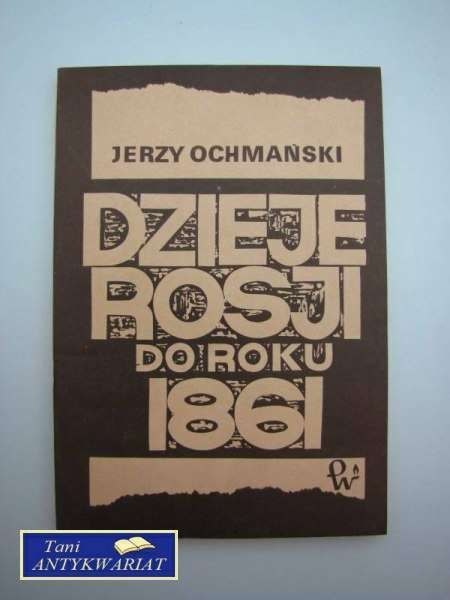 JERZY OCHMAŃSKI
DZIEJE
ROSJI
DO ROKU
1861
PW
Tani
ANTYKWARIAT